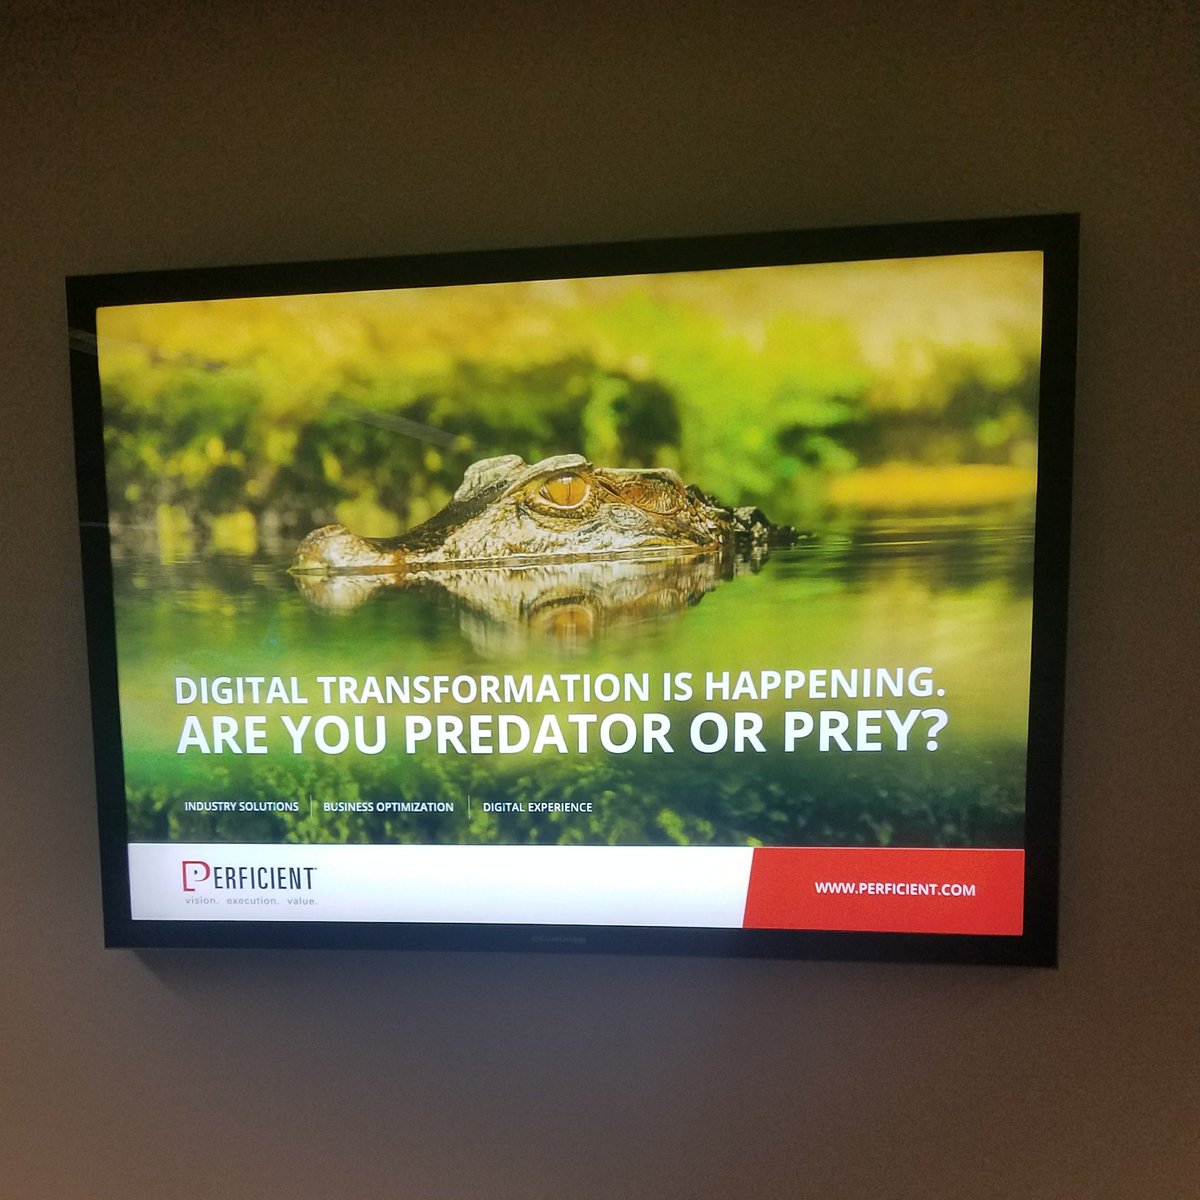 DIGITAL TRANSFORMATION IS HAPPENING.
ARE YOU PREDATOR OR PREY?
INDUSTRY SOLUTIONS | BUSINESS OPTIMIZATION | DIGITAL EXPERIENCE
PERFICIENT
vision. execution. value.
WWW.PERFICIENT.COM